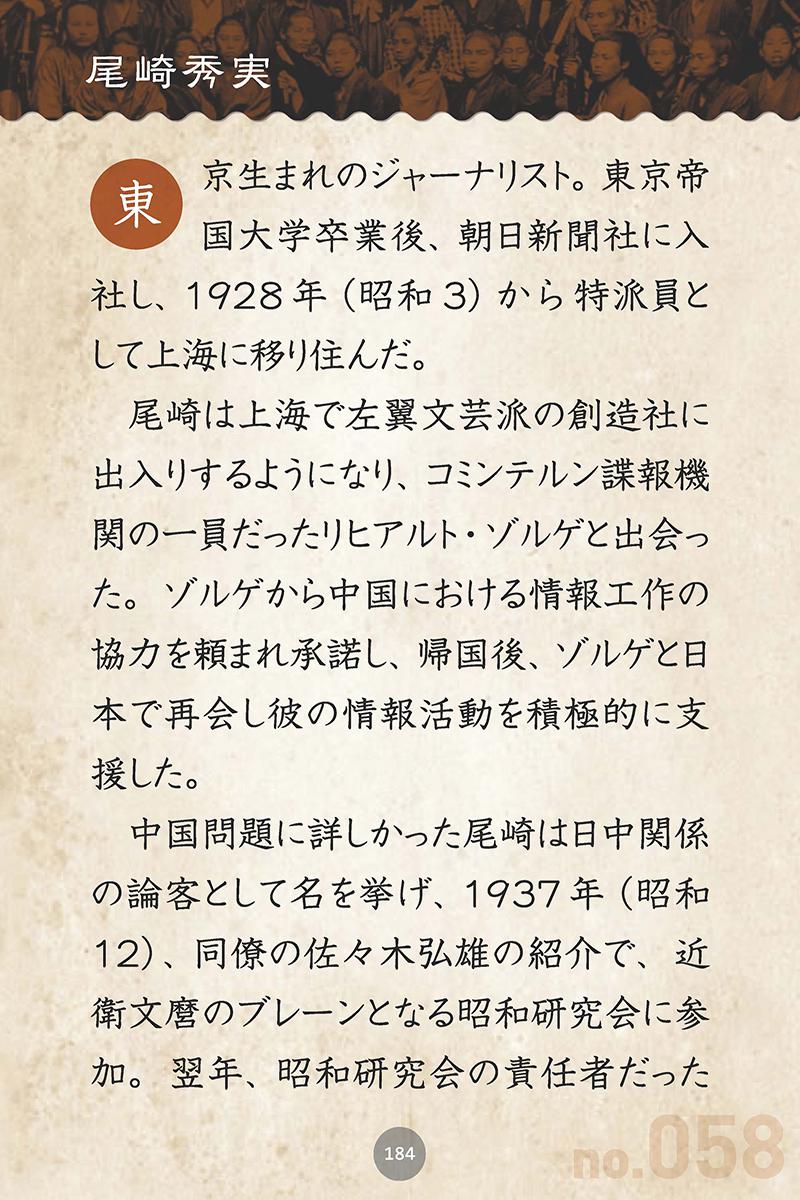 尾崎秀実
東京生まれのジャーナリスト。東京帝
国大学卒業後、朝日新聞社に入
社し、1928年（昭和3）から特派員と
して上海に移り住んだ。
尾崎は上海で左翼文芸派の創造社に
出入りするようになり、コミンテルン諜報機
関の一員だったリヒアルト・ゾルゲと出会っ
た。ゾルゲから中国における情報工作の
協力を頼まれ承諾し、帰国後、ゾルゲと日
本で再会し彼の情報活動を積極的に支
援した。
中国問題に詳しかった尾崎は日中関係
の論客として名を挙げ、1937年（昭和
12）、同僚の佐々木弘雄の紹介で、近
衛文麿のブレーンとなる昭和研究会に参
加。翌年、昭和研究会の責任者だった
184
no.058